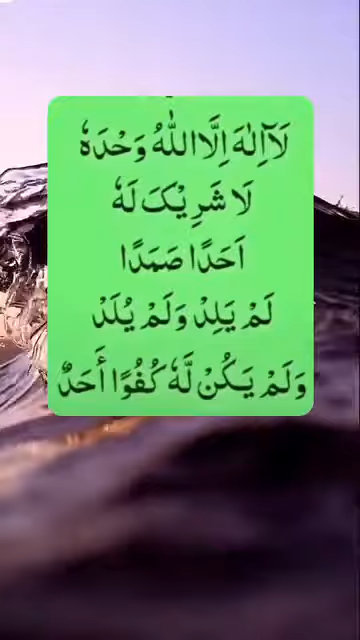 لَآ اِلٰهَ اِلَّا اللّٰهُ وَحْدَهٗ
لَا شَرِيْکَ لَهٗ
اَحَدًا صَمَدًا
لَمْ يَلِدْ وَلَمْ يُلَدْ
وَلَمْ يَكُنْ لَّهٗ كُفُوًا أَحَدٌ